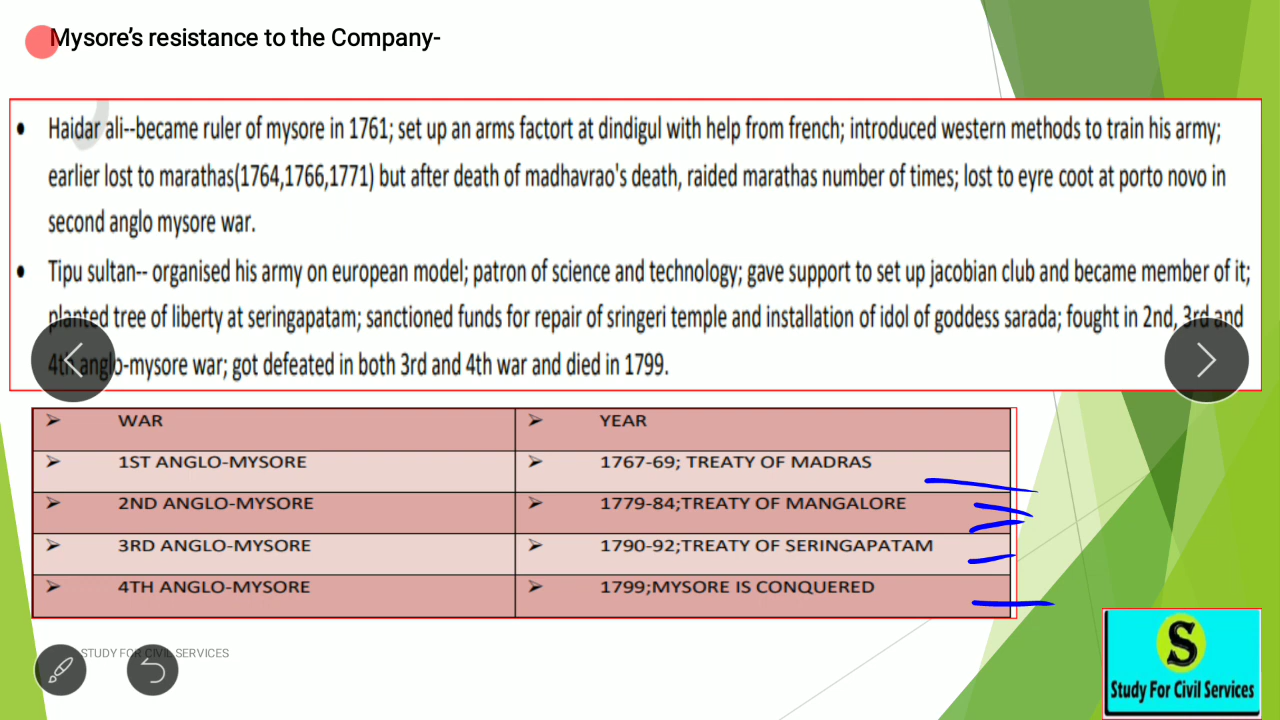 Mysore's resistance to the Company-
• Haidar ali--became ruler of mysore in 1761; set up an arms factort at dindigul with help from french; introduced western methods to train his army;
earlier lost to marathas(1764,1766,1771) but after death of madhavrao's death, raided marathas number of times; lost to eyre coot at porto novo in
second anglo mysore war.
• Tipu sultan-- organised his army on european model; patron of science and technology; gave support to set up jacobian club and became member of it;
planted tree of liberty at seringapatam; sanctioned funds for repair of sringeri temple and installation of idol of goddess sarada; fought in 2nd, 3rd and
4th anglo-mysore war; got defeated in both 3rd and 4th war and died in 1799.
➢ WAR ➢ YEAR
➢ 1ST ANGLO-MYSORE ➢ 1767-69; TREATY OF MADRAS
➢ 2ND ANGLO-MYSORE ➢ 1779-84;TREATY OF MANGALORE
➢ 3RD ANGLO-MYSORE ➢ 1790-92;TREATY OF SERINGAPATAM
➢ 4TH ANGLO-MYSORE ➢ 1799;MYSORE IS CONQUERED
STUDY FOR CIVIL SERVICES
S
Study For Civil Services